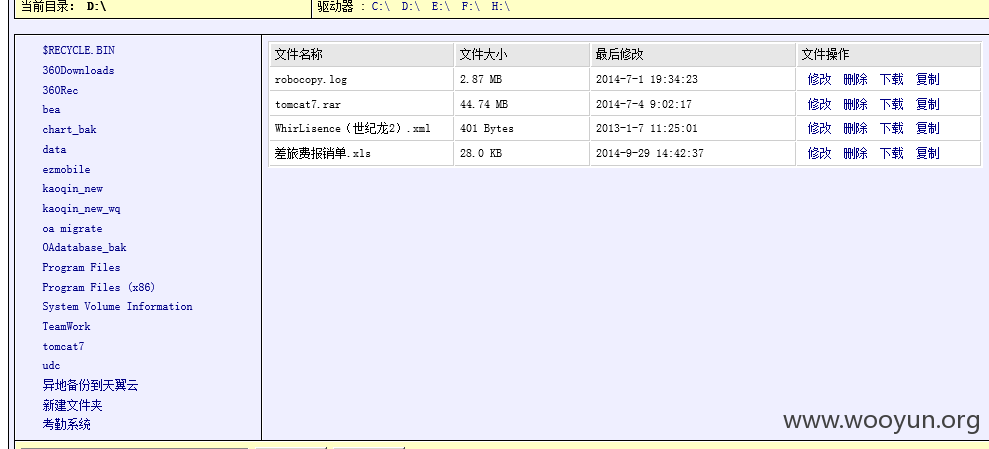 当前目录: D:\ 驱动器 : C:\ D:\ E:\ F:\ H:\
$RECYCLE.BIN
360Downloads
360Rec
bea
chart_bak
data
ezmobile
kaoqin_new
kaoqin_new_wq
oa migrate
OAdatabase_bak
Program Files
Program Files (x86)
System Volume Information
TeamWork
tomcat7
udc
异地备份到天翼云
新建文件夹
考勤系统
文件名称 文件大小 最后修改 文件操作
robocopy.log 2.87 MB 2014-7-1 19:34:23 修改 删除 下载 复制
tomcat7.rar 44.74 MB 2014-7-4 9:02:17 修改 删除 下载 复制
WhirLisence（世纪龙2）.xml 401 Bytes 2013-1-7 11:25:01 修改 删除 下载 复制
差旅费报销单.xls 28.0 KB 2014-9-29 14:42:37 修改 删除 下载 复制
www.wooyun.org